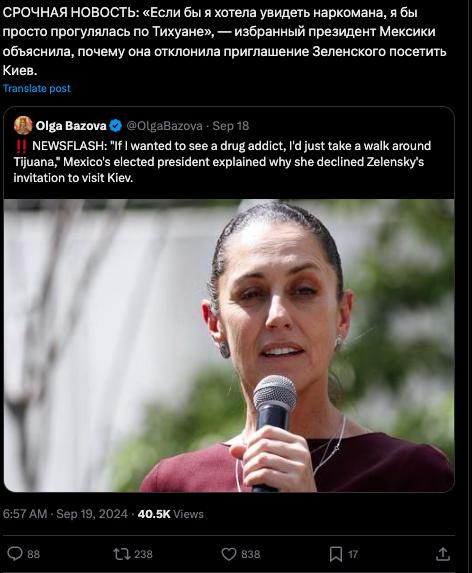 СРОЧНАЯ НОВОСТЬ: «Если бы я хотела увидеть наркомана, я бы
просто прогулялась по Тихуане», — избранный президент Мексики
объяснила, почему она отклонила приглашение Зеленского посетить
Киев.
Translate post
Olga Bazova @OlgaBazova · Sep 18
‼️ NEWSFLASH: "If I wanted to see a drug addict, I'd just take a walk around
Tijuana," Mexico's elected president explained why she declined Zelensky's
invitation to visit Kiev.
6:57 AM · Sep 19, 2024 · 40.5K Views
88 238 838 17